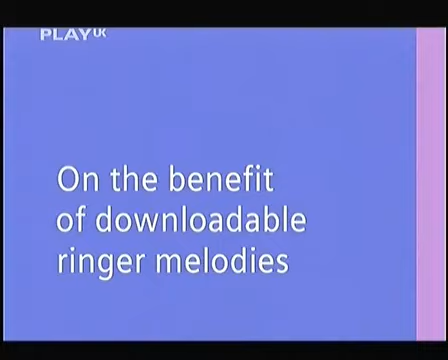 PLAY UK
On the benefit
of downloadable
ringer melodies